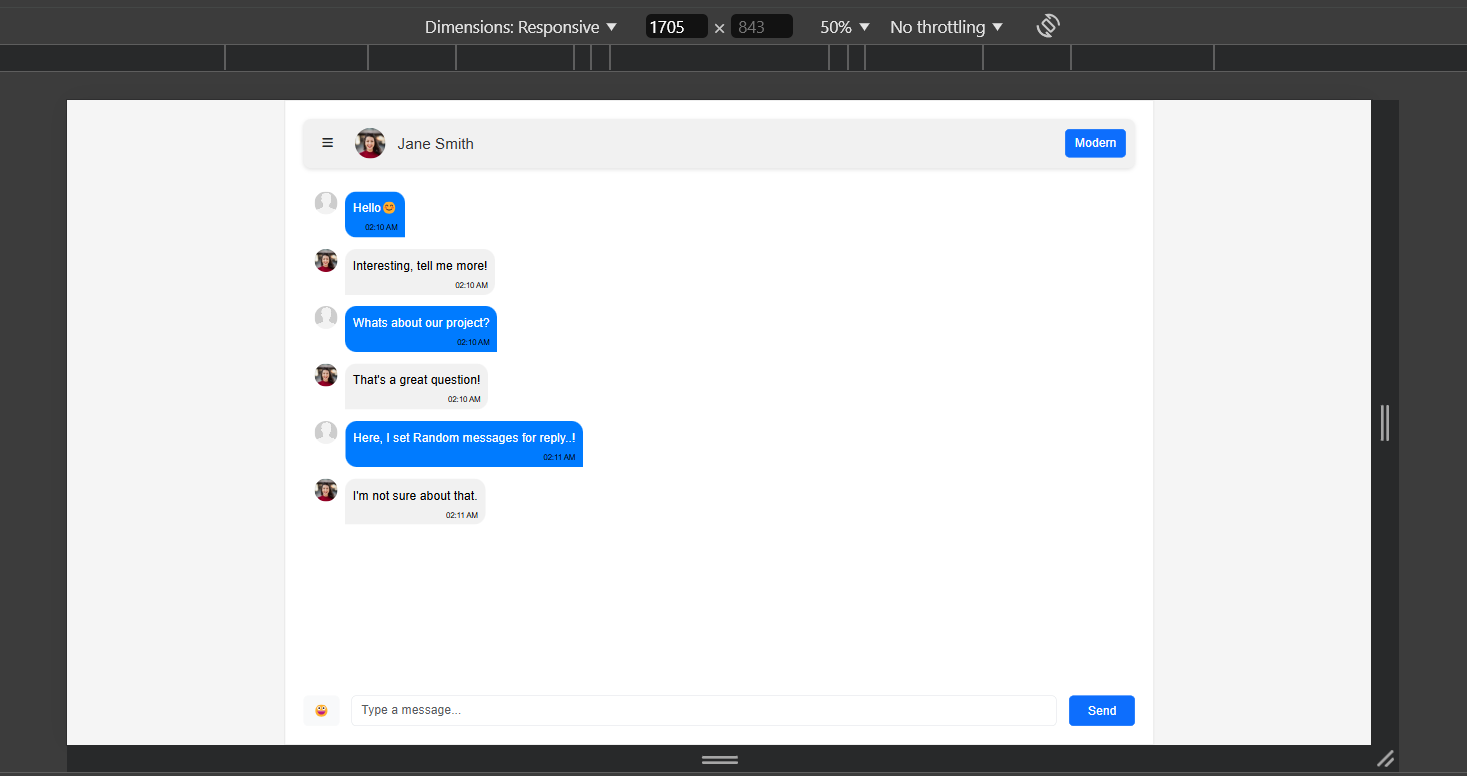 Dimensions: Responsive ▼ 1705 × 843 50% ▼ No throttling ▼
☰ Jane Smith Modern
Hello😊
02:10 AM
Interesting, tell me more!
02:10 AM
Whats about our project?
02:10 AM
That's a great question!
02:10 AM
Here, I set Random messages for reply..!
02:11 AM
I'm not sure about that.
02:11 AM
😀 Type a message... Send